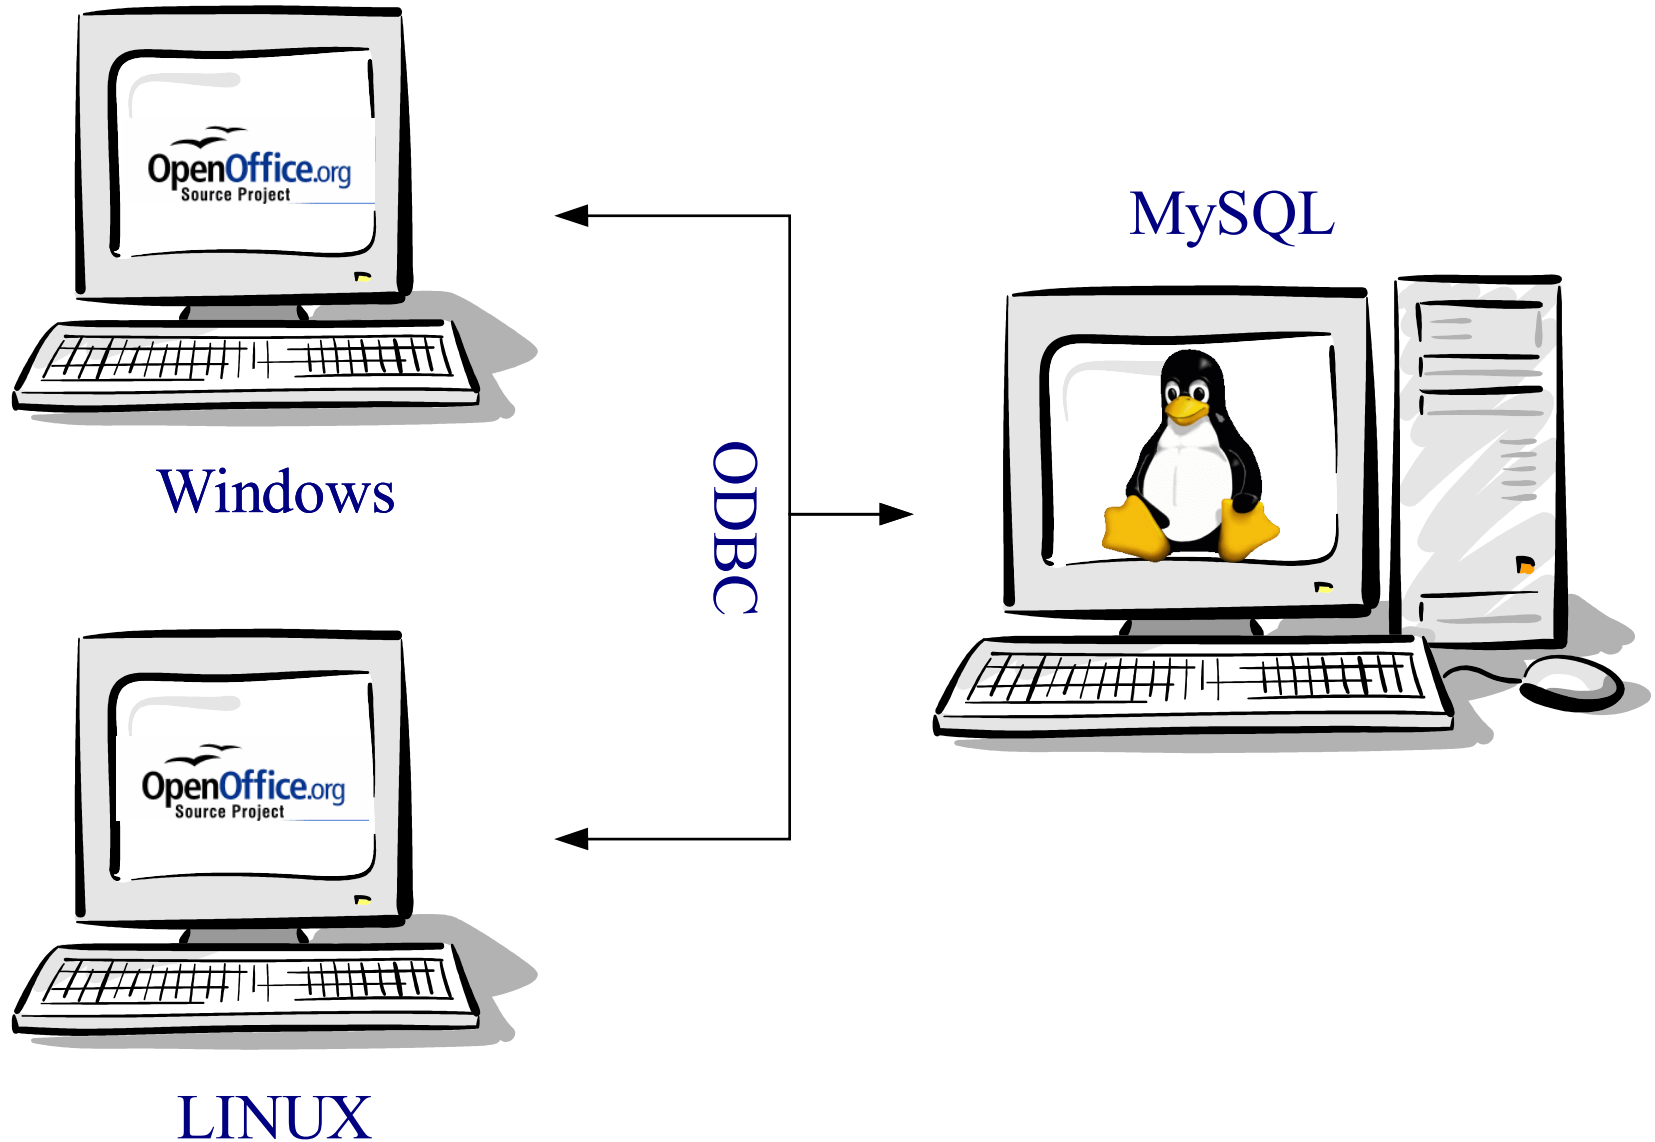 OpenOffice.org
Source Project
Windows
MySQL
ODBC
OpenOffice.org
Source Project
LINUX